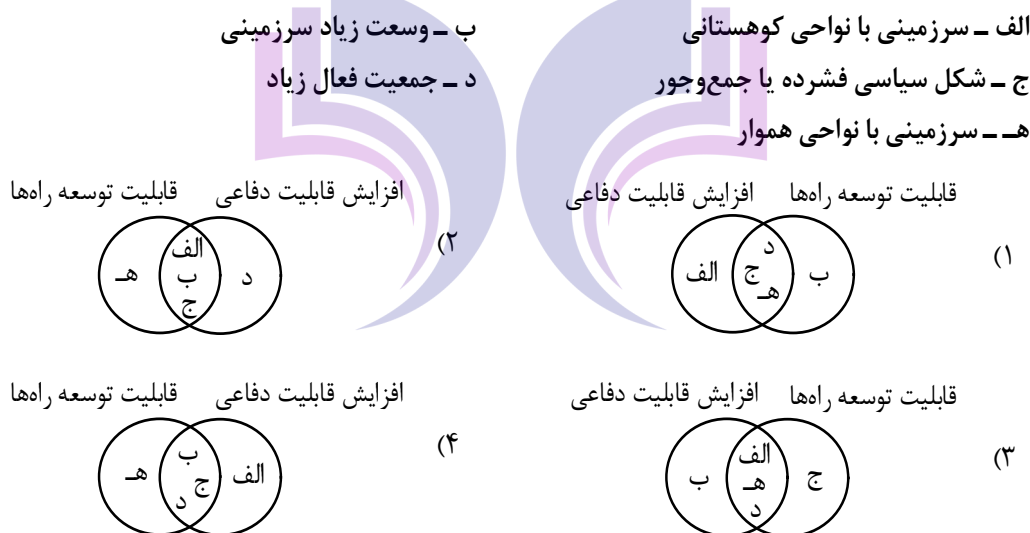 الف ـ سرزمینی با نواحی کوهستانی ب ـ وسعت زیاد سرزمینی
ج ـ شکل سیاسی فشرده یا جمع‌وجور د ـ جمعیت فعال زیاد
هـ ـ سرزمینی با نواحی هموار
قابلیت توسعه راه‌ها افزایش قابلیت دفاعی
۱)
ب
د
ج
هـ
الف
افزایش قابلیت دفاعی قابلیت توسعه راه‌ها
۲)
د
الف
ب
ج
هـ
قابلیت توسعه راه‌ها افزایش قابلیت دفاعی
۳)
ج
الف
هـ
د
ب
افزایش قابلیت دفاعی قابلیت توسعه راه‌ها
۴)
الف
ب
ج
د
هـ